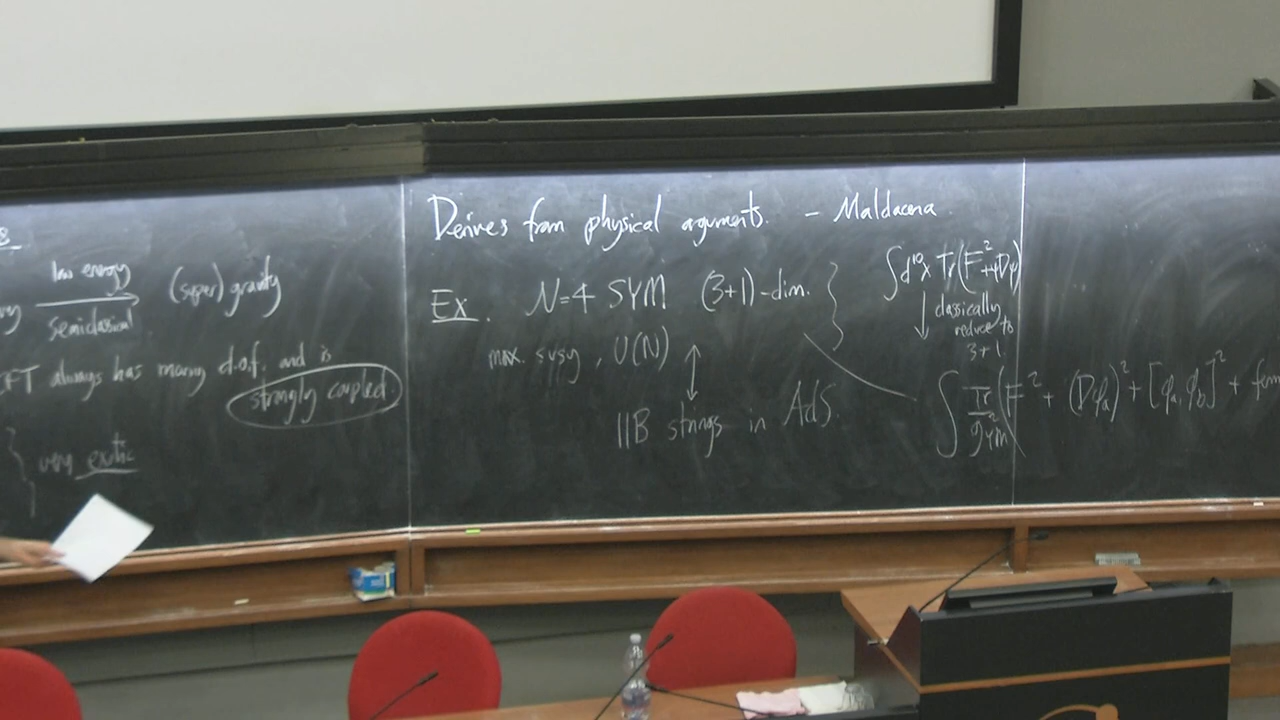 low energy
(super) gravity
semiclassical
CFT always has many d.o.f. and is
strongly coupled
very exotic
Derives from physical arguments. - Maldacena
Ex. N=4 SYM (3+1)-dim.
max. susy, U(N)
↕
IIB strings in AdS.
∫d¹⁰x Tr(F²+ψDψ)
↓ classically
reduce to
3+1
∫ Tr/g²YM (F² + (Dφa)² + [φa, φb]² + ferm